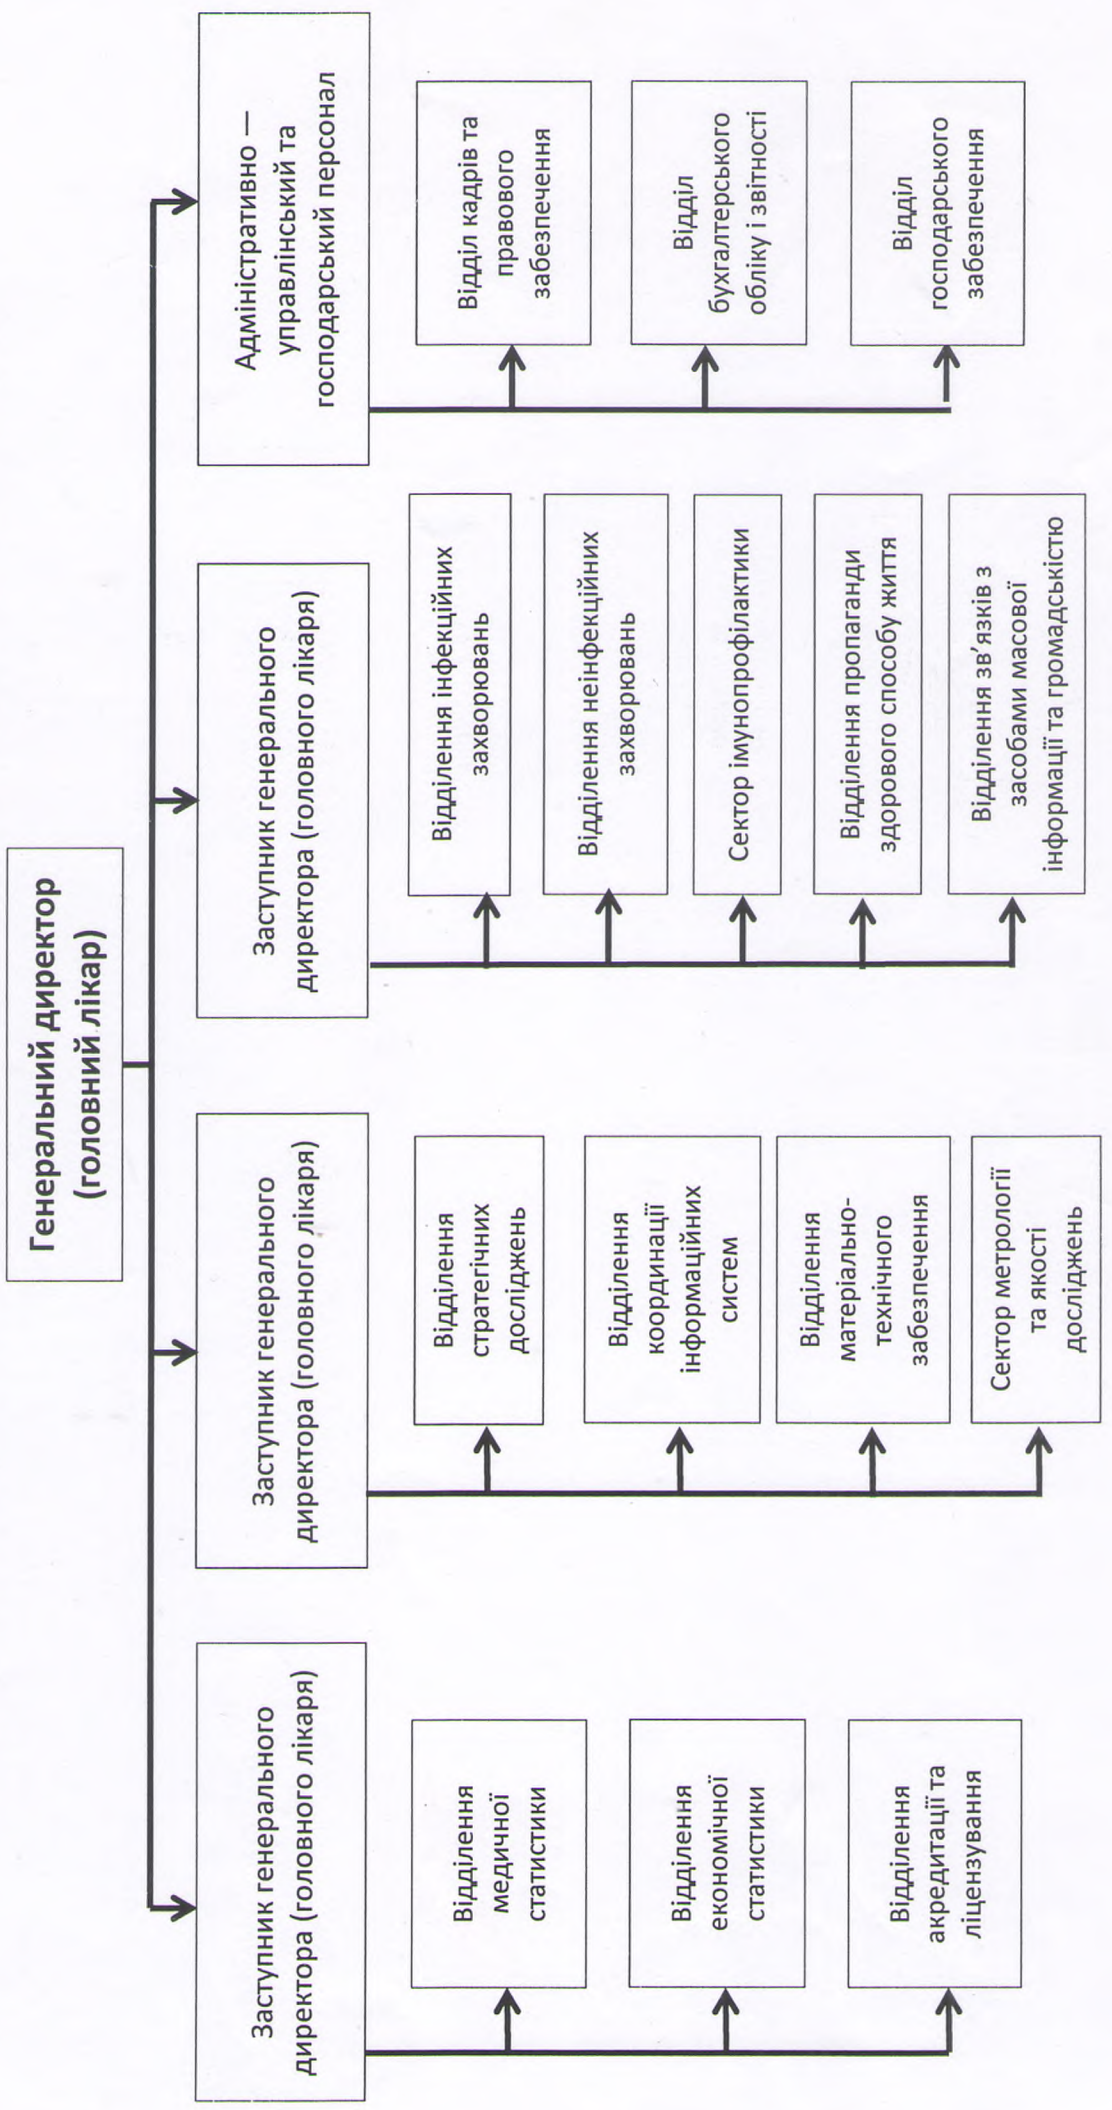 Генеральний директор
(головний лікар)
Заступник генерального
директора (головного лікаря)
Відділення
медичної
статистики
Відділення
економічної
статистики
Відділення
акредитації та
ліцензування
Заступник генерального
директора (головного лікаря)
Відділення
стратегічних
досліджень
Відділення
координації
інформаційних
систем
Відділення
матеріально-
технічного
забезпечення
Сектор метрології
та якості
досліджень
Заступник генерального
директора (головного лікаря)
Відділення інфекційних
захворювань
Відділення неінфекційних
захворювань
Сектор імунопрофілактики
Відділення пропаганди
здорового способу життя
Відділення зв’язків з
засобами масової
інформації та громадськістю
Адміністративно —
управлінський та
господарський персонал
Відділ кадрів та
правового
забезпечення
Відділ
бухгалтерського
обліку і звітності
Відділ
господарського
забезпечення